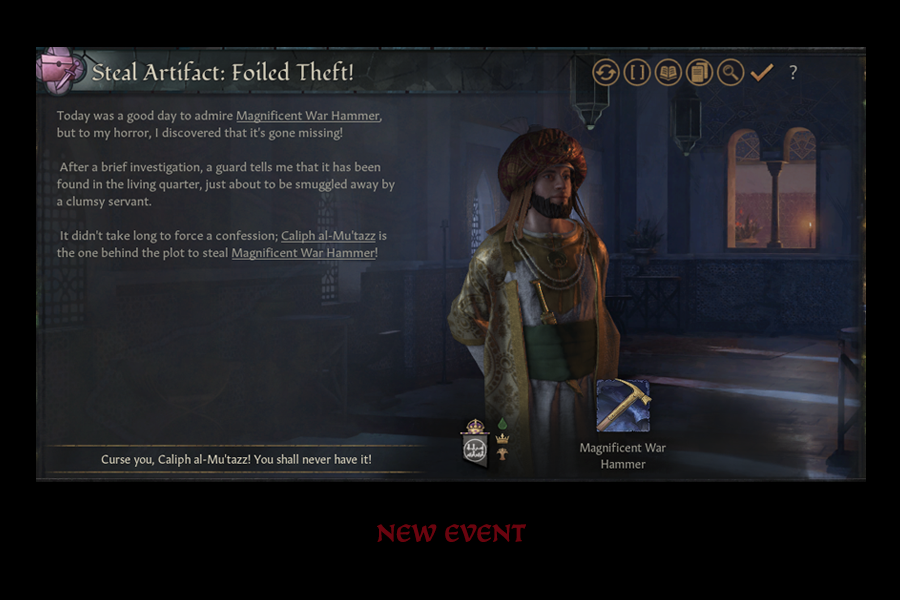 Steal Artifact: Foiled Theft!
?
Today was a good day to admire Magnificent War Hammer,
but to my horror, I discovered that it's gone missing!
After a brief investigation, a guard tells me that it has been
found in the living quarter, just about to be smuggled away by
a clumsy servant.
It didn't take long to force a confession; Caliph al-Mu'tazz is
the one behind the plot to steal Magnificent War Hammer!
Curse you, Caliph al-Mu'tazz! You shall never have it!
Magnificent War
Hammer
NEW EVENT